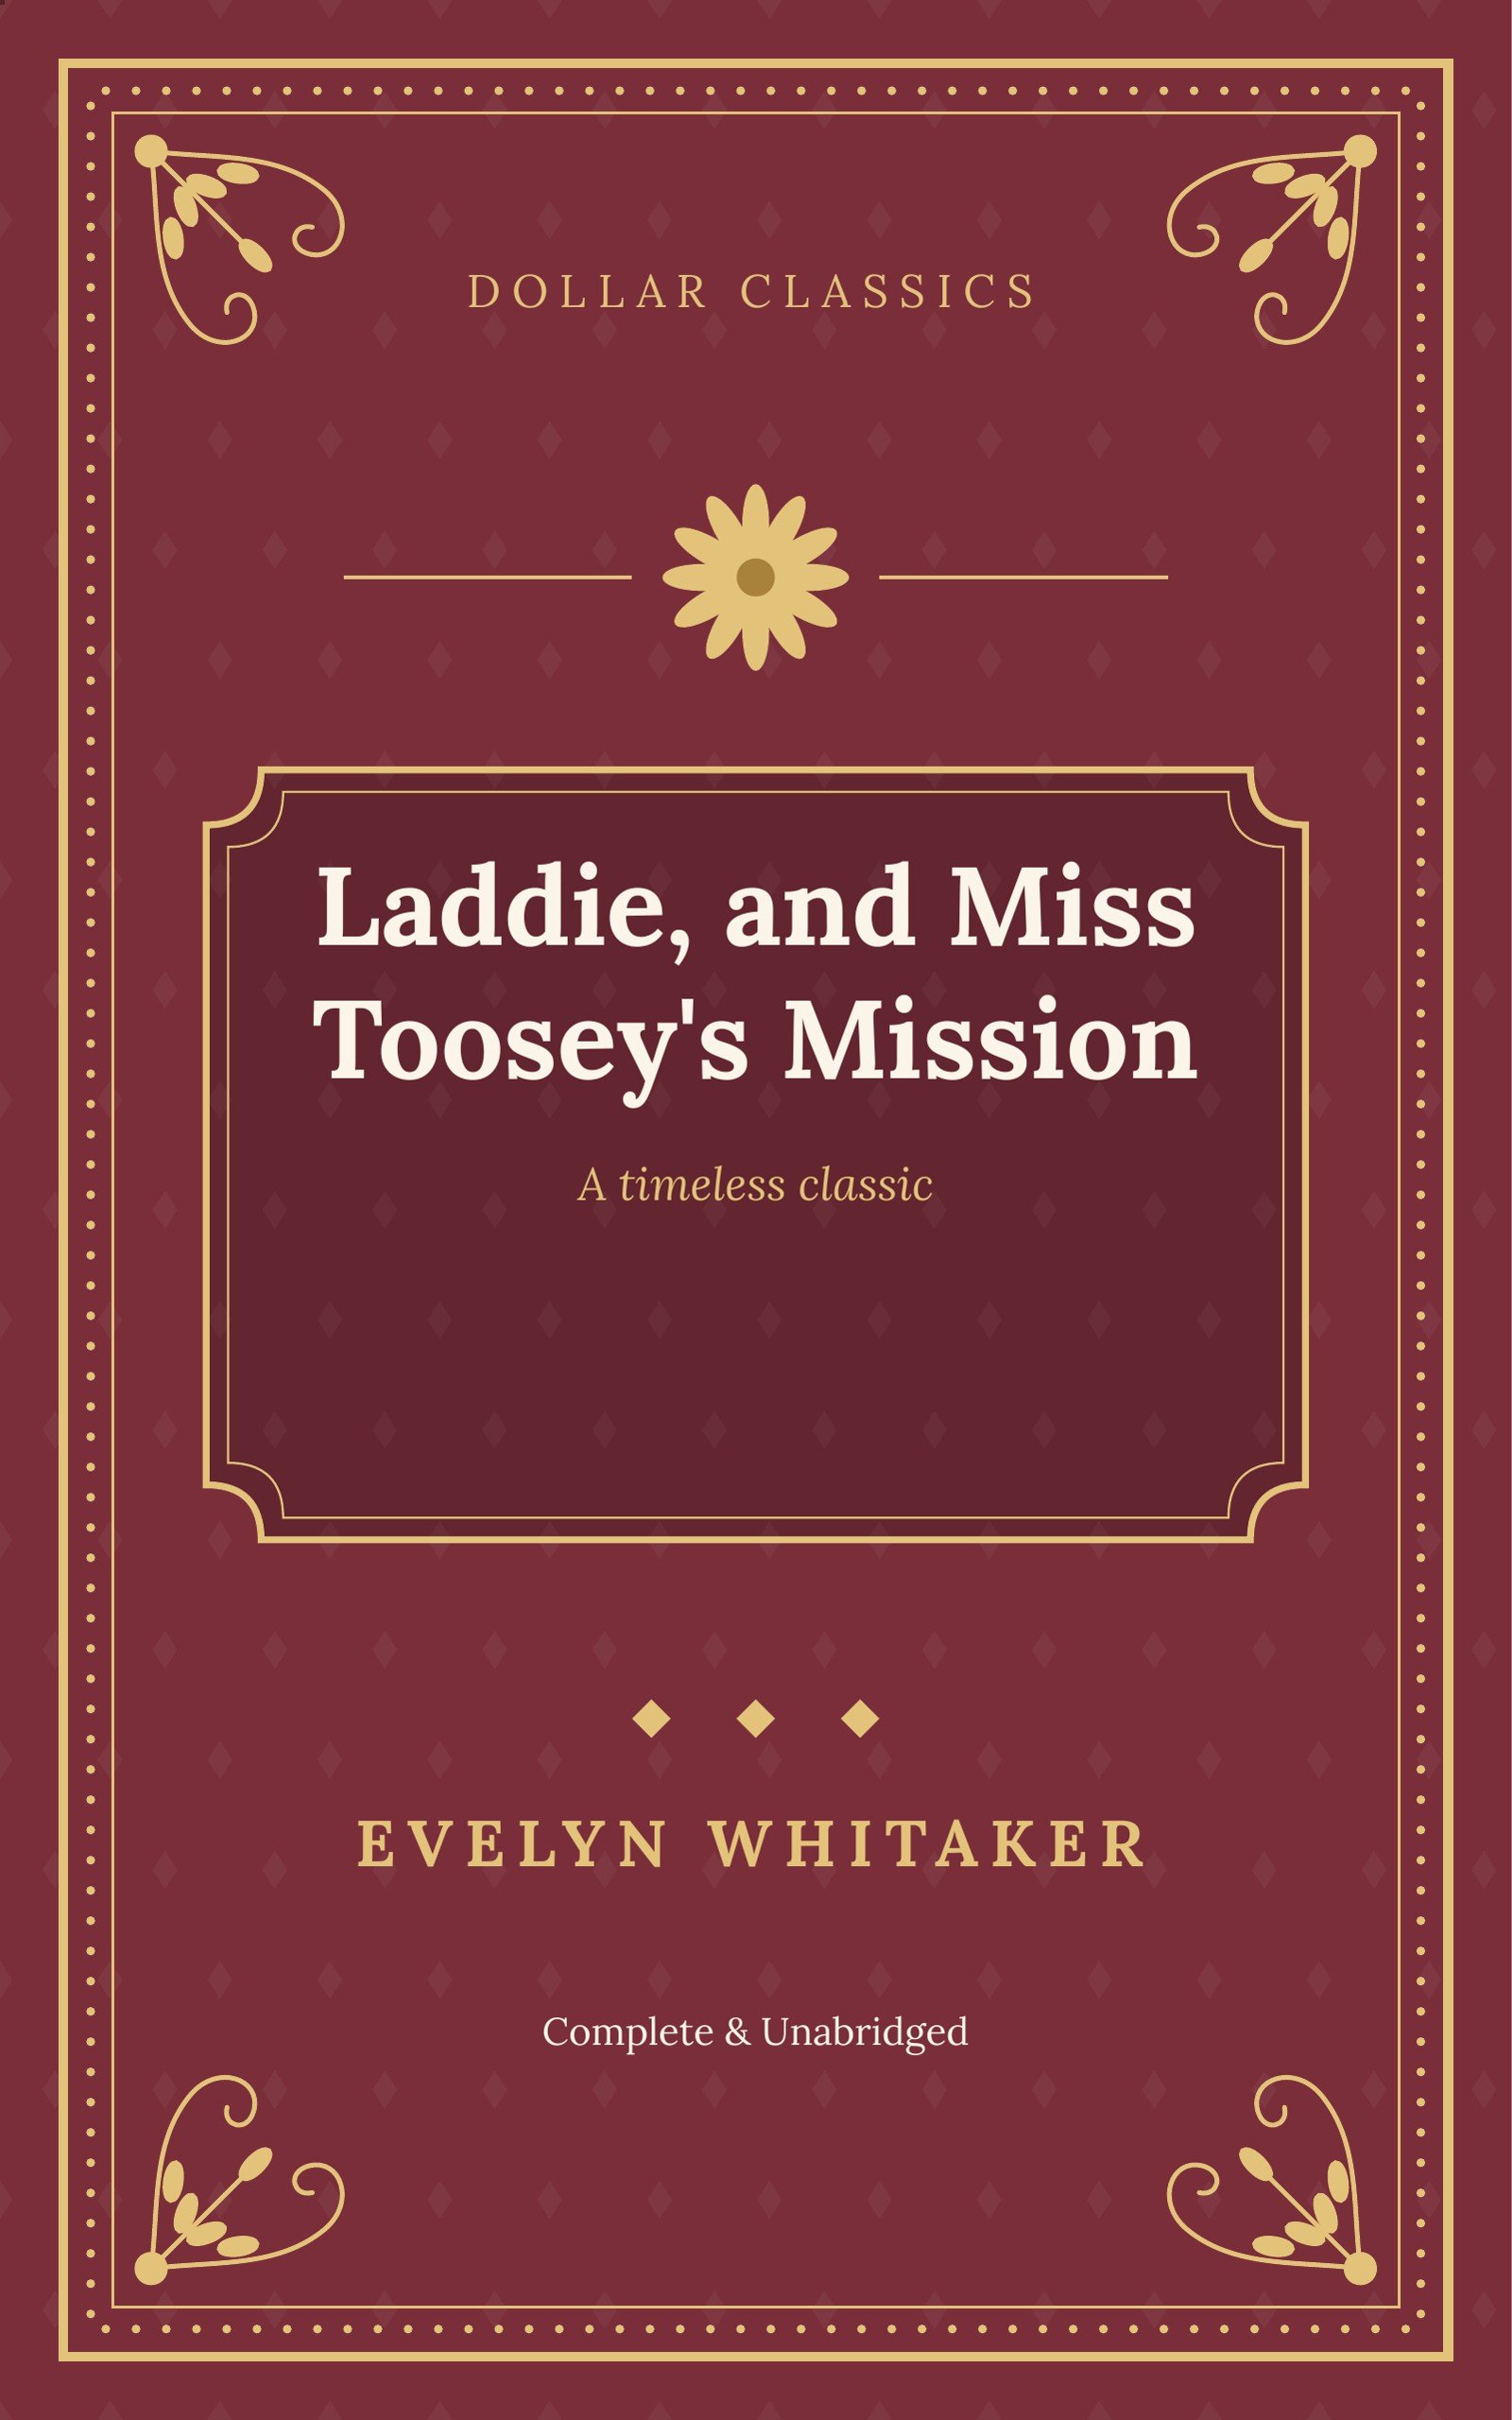 DOLLAR CLASSICS
Laddie, and Miss
Toosey's Mission
A timeless classic
EVELYN WHITAKER
Complete & Unabridged